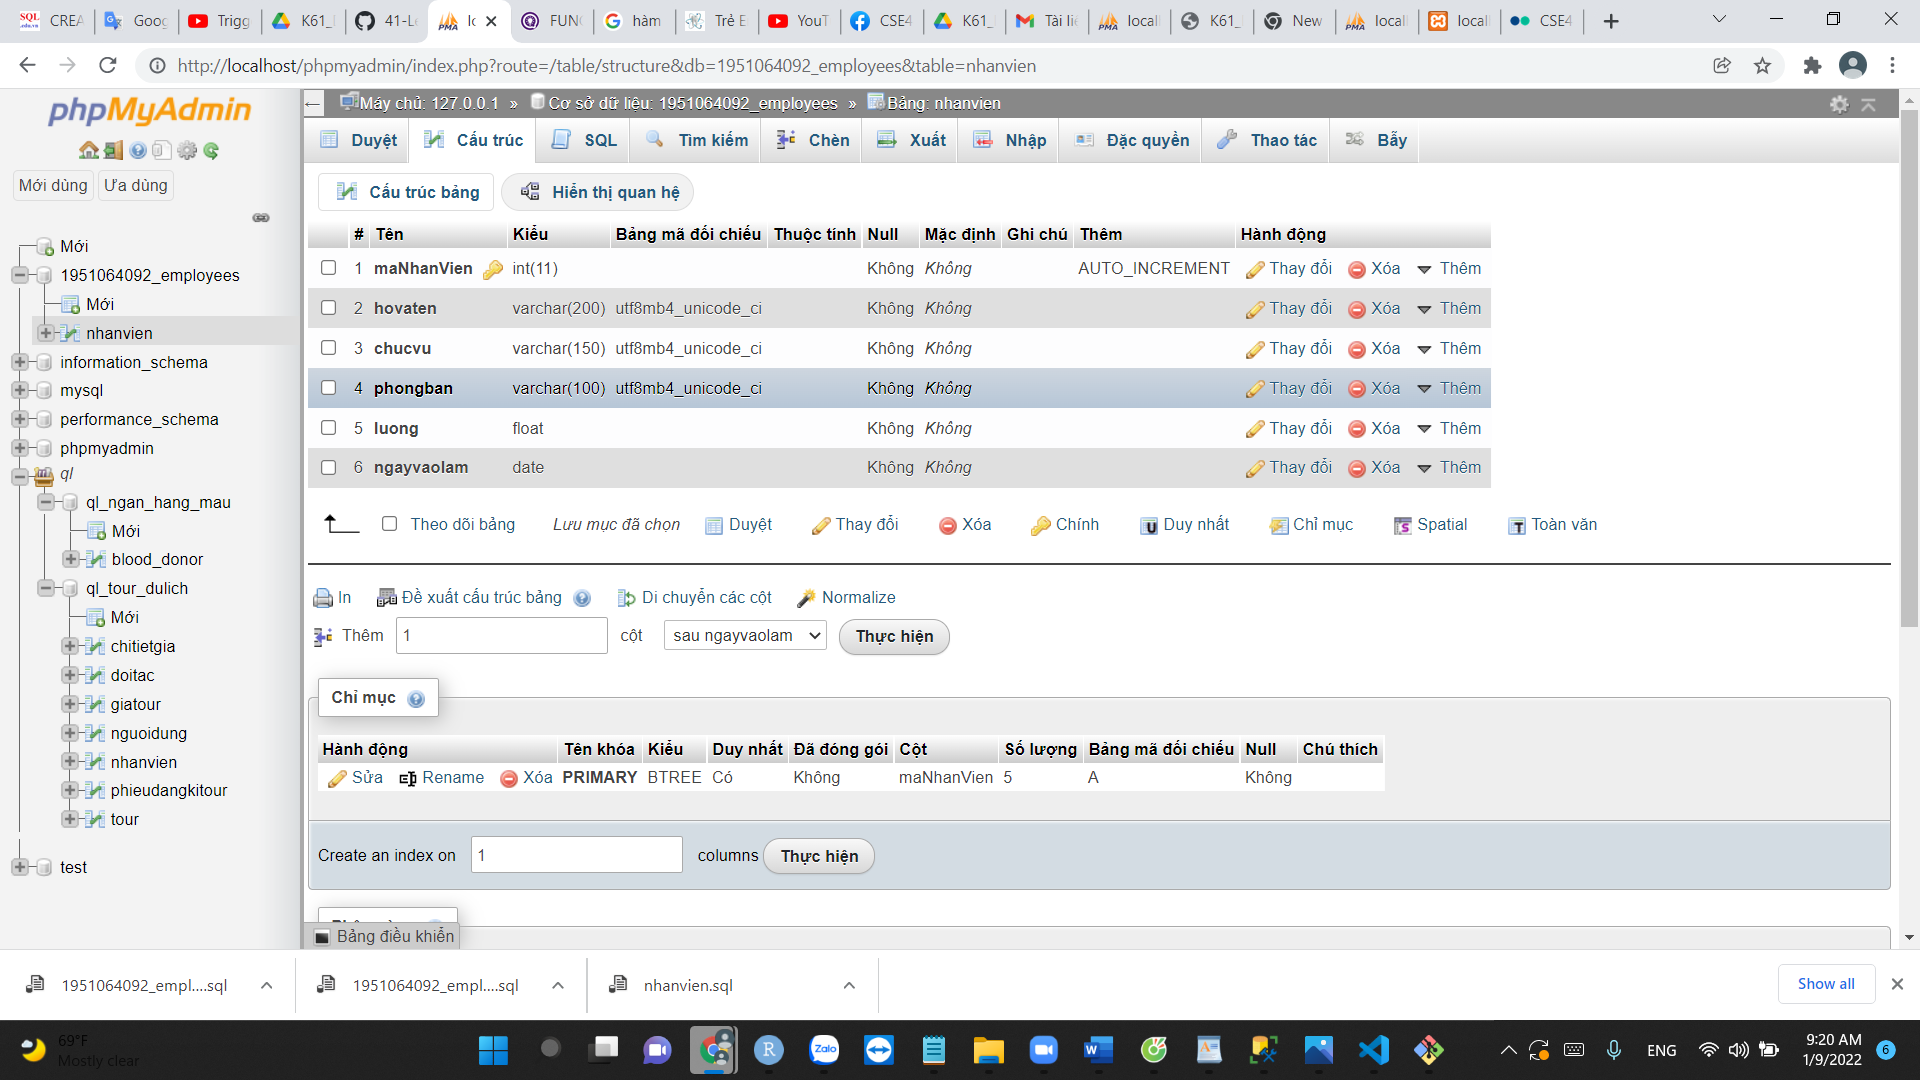 CREA
Goog
Trigg
K61_
41-Le
lo
FUNC
hàm
Trẻ E
YouT
CSE4
K61_
Tài liệ
locall
K61_
New
locall
locall
CSE4
http://localhost/phpmyadmin/index.php?route=/table/structure&db=1951064092_employees&table=nhanvien
phpMyAdmin
Mới dùng Ưa dùng
Mới
1951064092_employees
Mới
nhanvien
information_schema
mysql
performance_schema
phpmyadmin
ql
ql_ngan_hang_mau
Mới
blood_donor
ql_tour_dulich
Mới
chitietgia
doitac
giatour
nguoidung
nhanvien
phieudangkitour
tour
test
Máy chủ: 127.0.0.1 » Cơ sở dữ liệu: 1951064092_employees » Bảng: nhanvien
Duyệt Cấu trúc SQL Tìm kiếm Chèn Xuất Nhập Đặc quyền Thao tác Bẫy
Cấu trúc bảng Hiển thị quan hệ
# Tên Kiểu Bảng mã đối chiếu Thuộc tính Null Mặc định Ghi chú Thêm Hành động
1 maNhanVien int(11) Không Không AUTO_INCREMENT Thay đổi Xóa Thêm
2 hovaten varchar(200) utf8mb4_unicode_ci Không Không Thay đổi Xóa Thêm
3 chucvu varchar(150) utf8mb4_unicode_ci Không Không Thay đổi Xóa Thêm
4 phongban varchar(100) utf8mb4_unicode_ci Không Không Thay đổi Xóa Thêm
5 luong float Không Không Thay đổi Xóa Thêm
6 ngayvaolam date Không Không Thay đổi Xóa Thêm
Theo dõi bảng Lưu mục đã chọn Duyệt Thay đổi Xóa Chính Duy nhất Chỉ mục Spatial Toàn văn
In Đề xuất cấu trúc bảng Di chuyển các cột Normalize
Thêm 1 cột sau ngayvaolam Thực hiện
Chỉ mục
Hành động Tên khóa Kiểu Duy nhất Đã đóng gói Cột Số lượng Bảng mã đối chiếu Null Chú thích
Sửa Rename Xóa PRIMARY BTREE Có Không maNhanVien 5 A Không
Create an index on 1 columns Thực hiện
Bảng điều khiển
1951064092_empl....sql
1951064092_empl....sql
nhanvien.sql
Show all
69°F
Mostly clear
Zalo
ENG
9:20 AM
1/9/2022
6